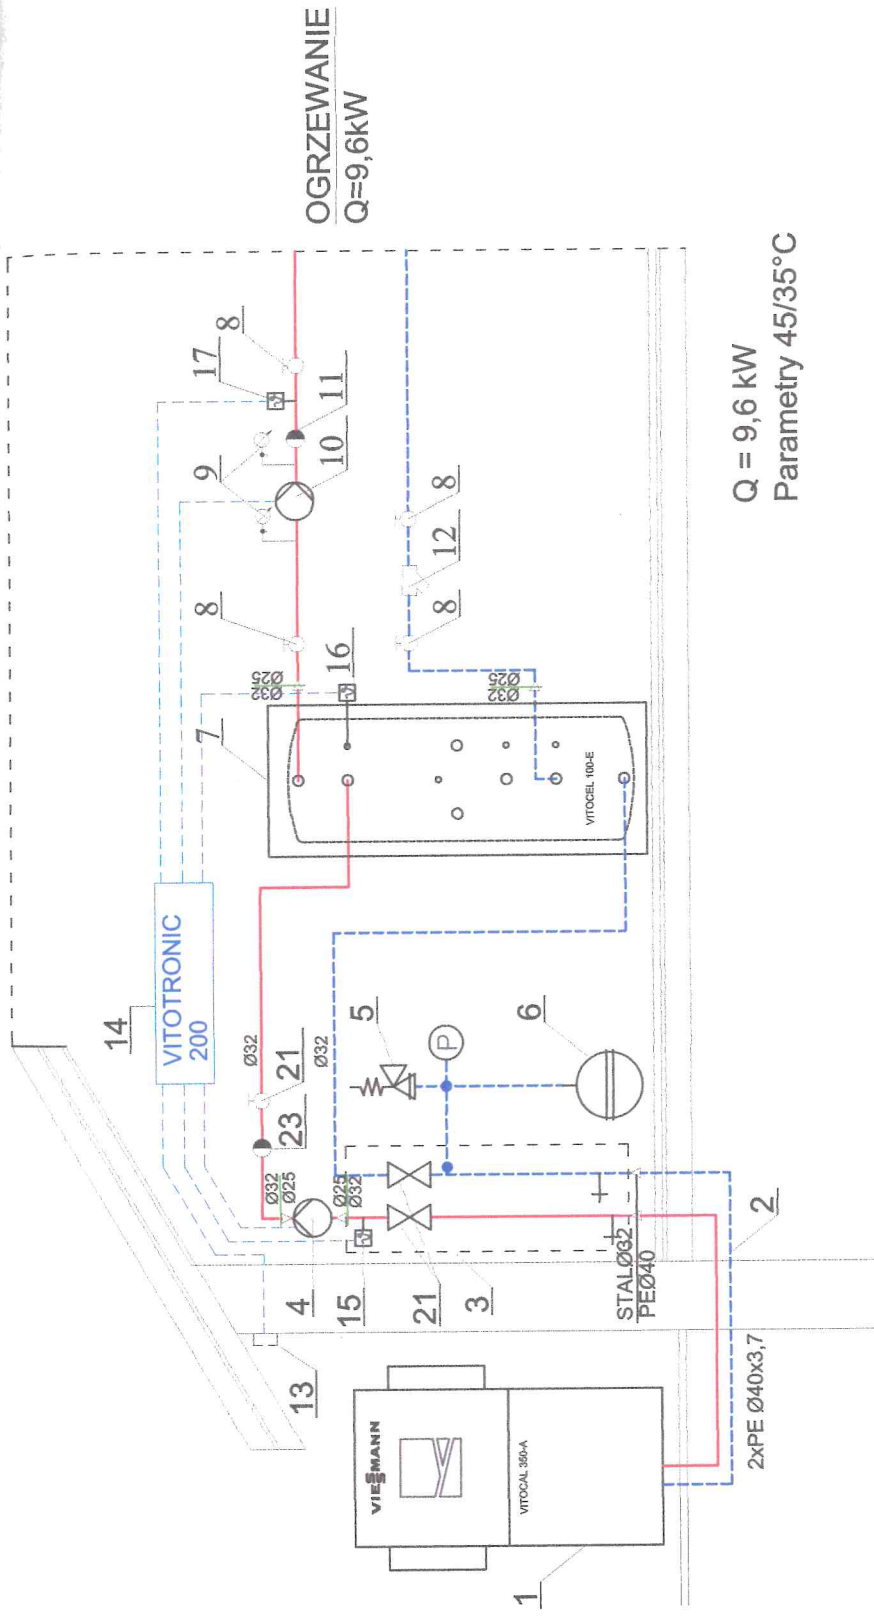 OGRZEWANIE
Q=9,6kW
Q = 9,6 kW
Parametry 45/35°C
VITOTRONIC
200
14
7
8
9
17
8
11
10
16
8
12
8
Ø32
Ø25
Ø32
Ø25
VITOCEL 100-E
Ø32
21
23
Ø32
5
P
6
Ø32
Ø25
Ø25
Ø32
4
15
21
3
STALØ32
PEØ40
2
13
VIESMANN
VITOCAL 350-A
2xPE Ø40x3,7
1